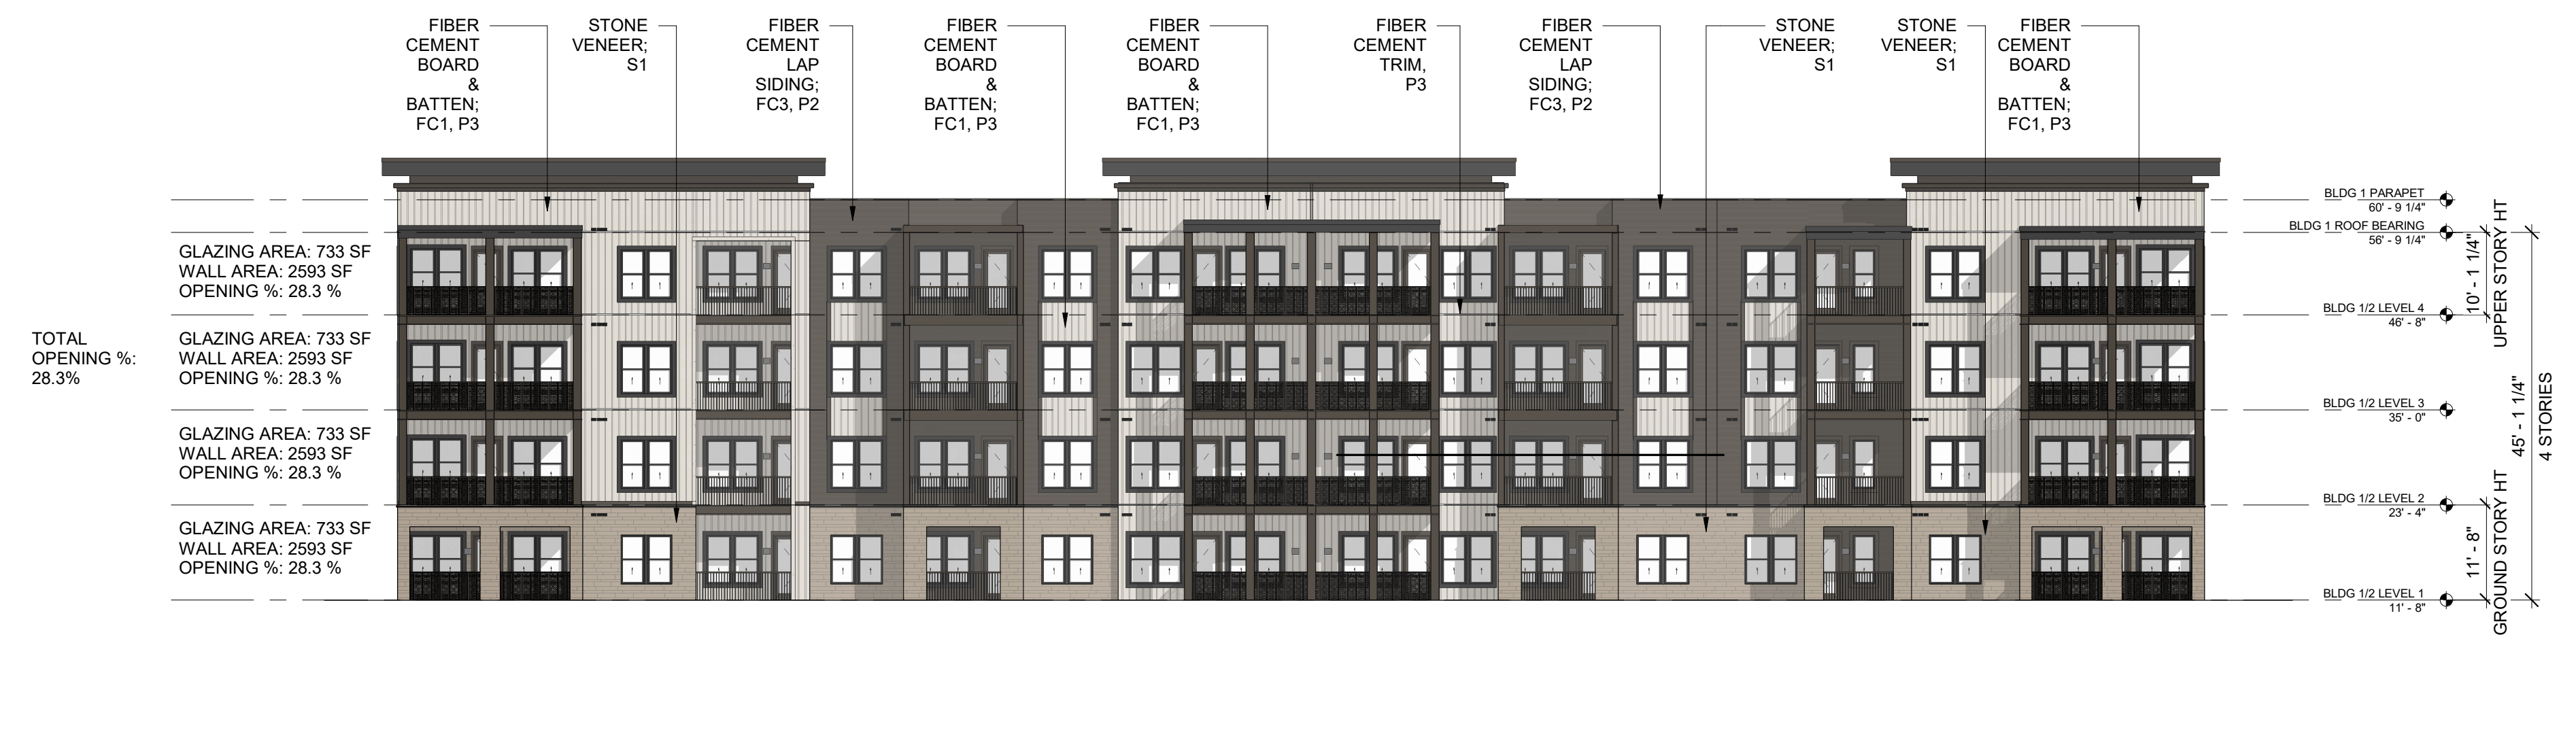 FIBER
CEMENT
BOARD
&
BATTEN;
FC1, P3
STONE
VENEER;
S1
FIBER
CEMENT
LAP
SIDING;
FC3, P2
FIBER
CEMENT
BOARD
&
BATTEN;
FC1, P3
FIBER
CEMENT
BOARD
&
BATTEN;
FC1, P3
FIBER
CEMENT
TRIM,
P3
FIBER
CEMENT
LAP
SIDING;
FC3, P2
STONE
VENEER;
S1
STONE
VENEER;
S1
FIBER
CEMENT
BOARD
&
BATTEN;
FC1, P3
TOTAL
OPENING %:
28.3%
GLAZING AREA: 733 SF
WALL AREA: 2593 SF
OPENING %: 28.3 %
GLAZING AREA: 733 SF
WALL AREA: 2593 SF
OPENING %: 28.3 %
GLAZING AREA: 733 SF
WALL AREA: 2593 SF
OPENING %: 28.3 %
GLAZING AREA: 733 SF
WALL AREA: 2593 SF
OPENING %: 28.3 %
BLDG 1 PARAPET
60' - 9 1/4"
BLDG 1 ROOF BEARING
56' - 9 1/4"
BLDG 1/2 LEVEL 4
46' - 8"
BLDG 1/2 LEVEL 3
35' - 0"
BLDG 1/2 LEVEL 2
23' - 4"
BLDG 1/2 LEVEL 1
11' - 8"
10' - 1 1/4"
UPPER STORY HT
11' - 8"
GROUND STORY HT
45' - 1 1/4"
4 STORIES